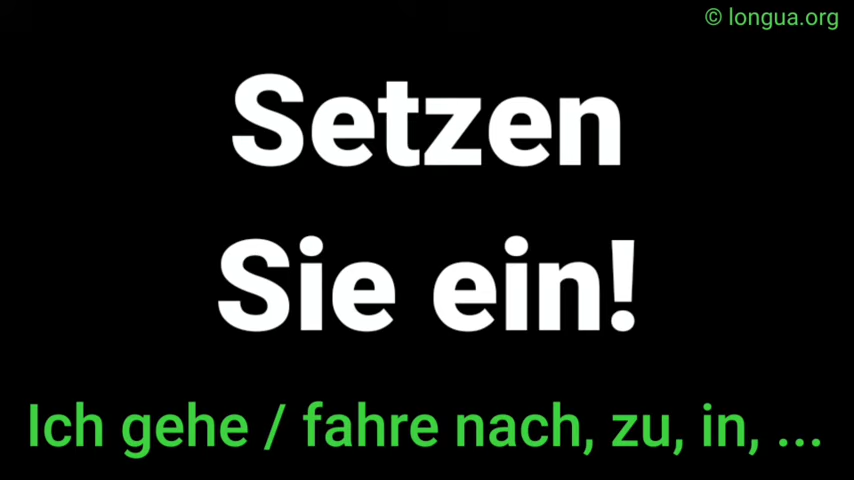 © longua.org
Setzen
Sie ein!
Ich gehe / fahre nach, zu, in, ...